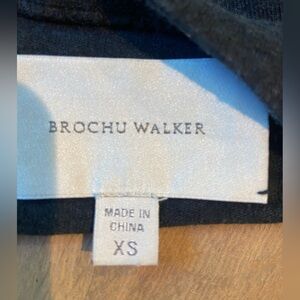 BROCHU WALKER
MADE IN
CHINA
XS